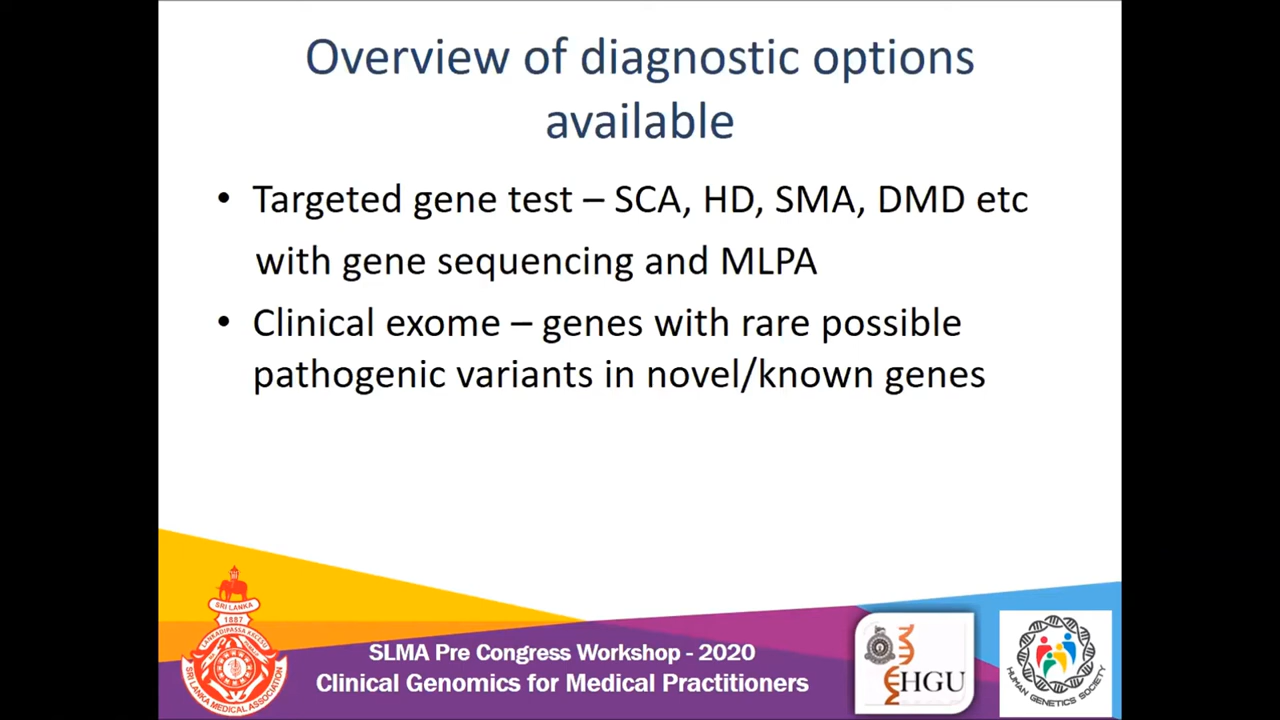 Overview of diagnostic options
available
• Targeted gene test – SCA, HD, SMA, DMD etc
with gene sequencing and MLPA
• Clinical exome – genes with rare possible
pathogenic variants in novel/known genes
SRI LANKA
1887
SRI LANKA MEDICAL ASSOCIATION
SLMA Pre Congress Workshop - 2020
Clinical Genomics for Medical Practitioners
HGU
HUMAN GENETICS SOCIETY